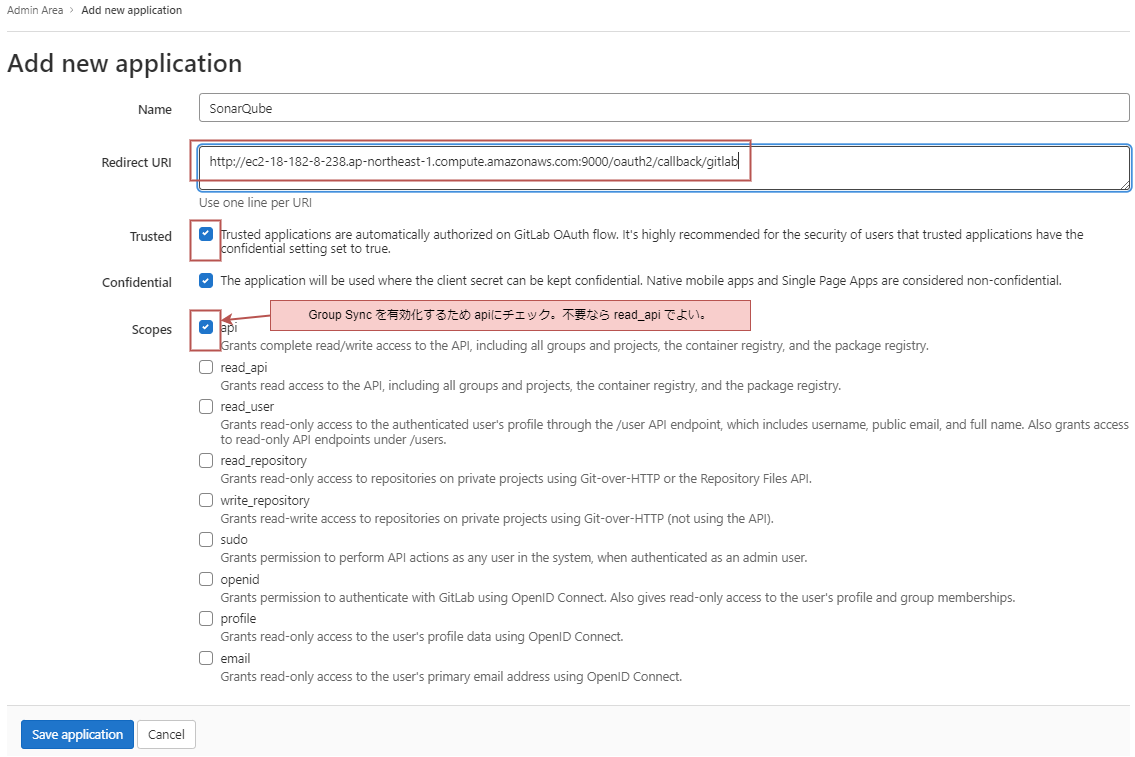 Admin Area > Add new application
Add new application
Name
SonarQube
Redirect URI
http://ec2-18-182-8-238.ap-northeast-1.compute.amazonaws.com:9000/oauth2/callback/gitlab
Use one line per URI
Trusted
Trusted applications are automatically authorized on GitLab OAuth flow. It's highly recommended for the security of users that trusted applications have the
confidential setting set to true.
Confidential
The application will be used where the client secret can be kept confidential. Native mobile apps and Single Page Apps are considered non-confidential.
Group Sync を有効化するため apiにチェック。不要なら read_api でよい。
Scopes
api
Grants complete read/write access to the API, including all groups and projects, the container registry, and the package registry.
read_api
Grants read access to the API, including all groups and projects, the container registry, and the package registry.
read_user
Grants read-only access to the authenticated user's profile through the /user API endpoint, which includes username, public email, and full name. Also grants access
to read-only API endpoints under /users.
read_repository
Grants read-only access to repositories on private projects using Git-over-HTTP or the Repository Files API.
write_repository
Grants read-write access to repositories on private projects using Git-over-HTTP (not using the API).
sudo
Grants permission to perform API actions as any user in the system, when authenticated as an admin user.
openid
Grants permission to authenticate with GitLab using OpenID Connect. Also gives read-only access to the user's profile and group memberships.
profile
Grants read-only access to the user's profile data using OpenID Connect.
email
Grants read-only access to the user's primary email address using OpenID Connect.
Save application
Cancel